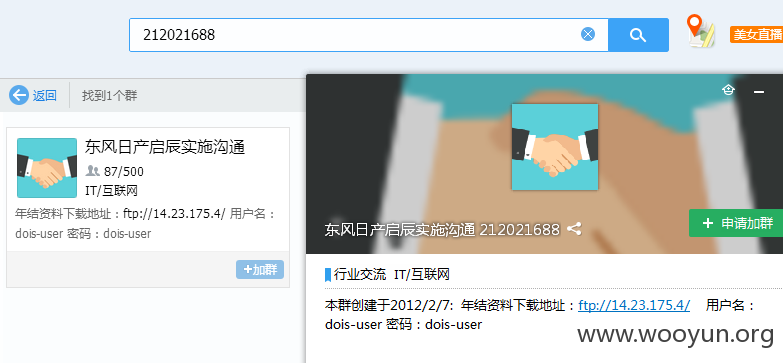 212021688
美女直播
返回 找到1个群
东风日产启辰实施沟通
87/500
IT/互联网
年结资料下载地址：ftp://14.23.175.4/ 用户名：
dois-user 密码：dois-user
+加群
东风日产启辰实施沟通 212021688
+ 申请加群
行业交流 IT/互联网
本群创建于2012/2/7: 年结资料下载地址：ftp://14.23.175.4/ 用户名：
dois-user 密码：dois-user
www.wooyun.org